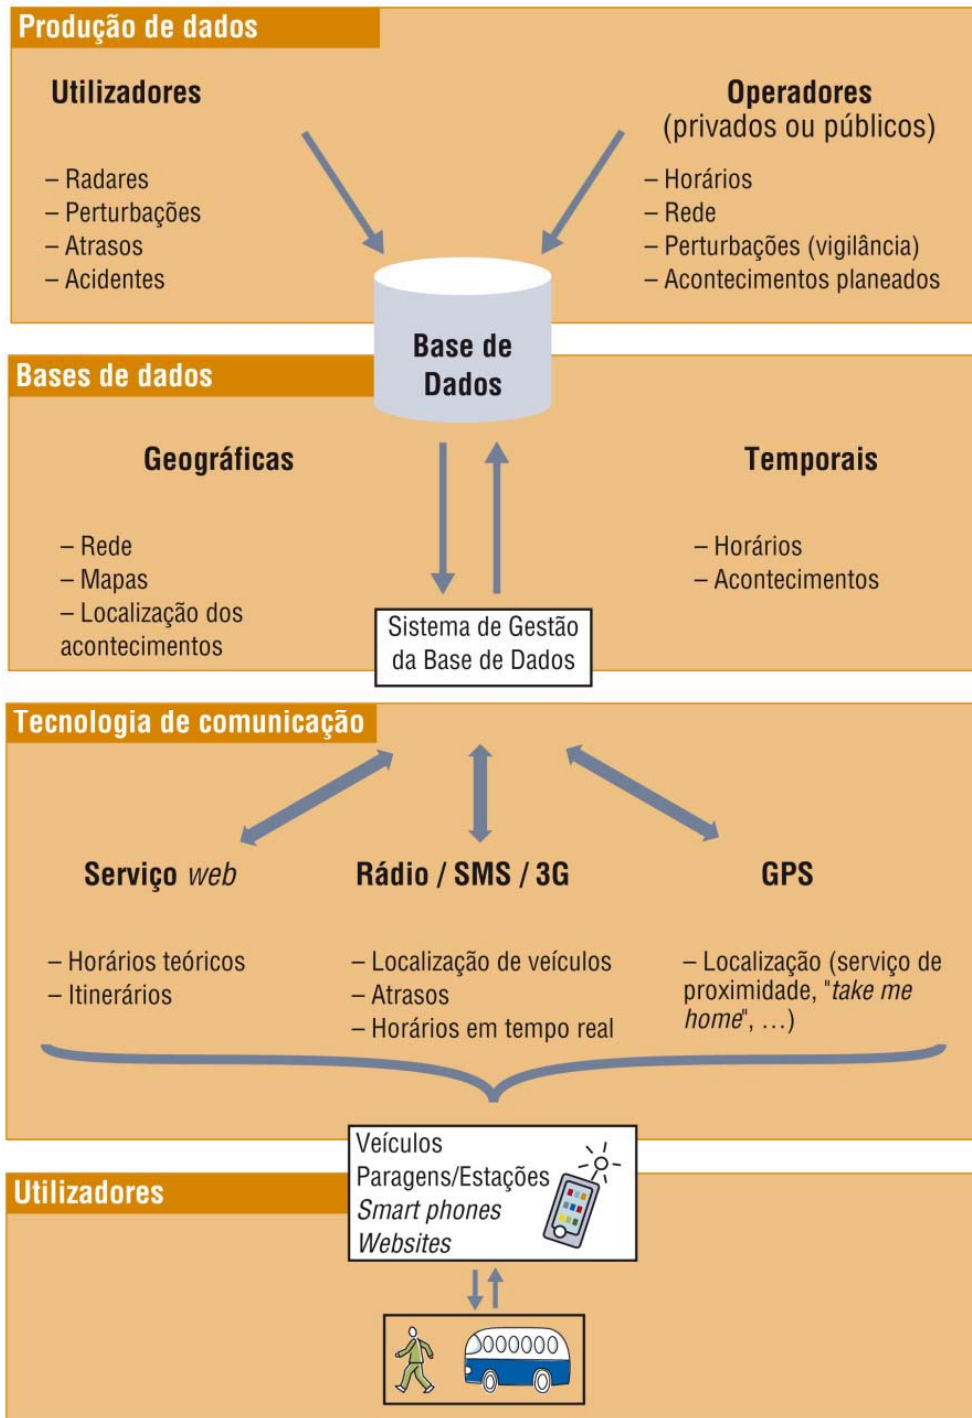 Produção de dados
Utilizadores
– Radares
– Perturbações
– Atrasos
– Acidentes
Operadores
(privados ou públicos)
– Horários
– Rede
– Perturbações (vigilância)
– Acontecimentos planeados
Base de
Dados
Bases de dados
Geográficas
– Rede
– Mapas
– Localização dos
acontecimentos
Temporais
– Horários
– Acontecimentos
Sistema de Gestão
da Base de Dados
Tecnologia de comunicação
Serviço web
– Horários teóricos
– Itinerários
Rádio / SMS / 3G
– Localização de veículos
– Atrasos
– Horários em tempo real
GPS
– Localização (serviço de
proximidade, "take me
home", …)
Veículos
Paragens/Estações
Smart phones
Websites
Utilizadores